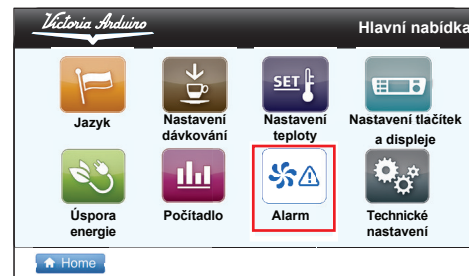 Victoria Arduino
Hlavní nabídka
SET
Jazyk
Nastavení
dávkování
Nastavení
teploty
Nastavení tlačítek
a displeje
Úspora
energie
Počítadlo
Alarm
Technické
nastavení
Home